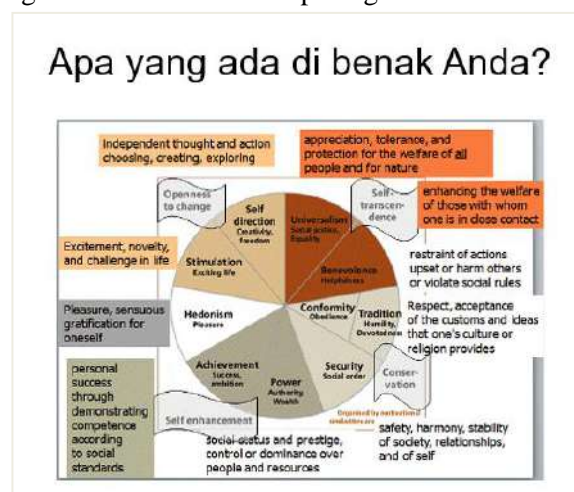 Apa yang ada di benak Anda?
Independent thought and action
choosing, creating, exploring
appreciation, tolerance, and
protection for the welfare of all
people and for nature
Openness
to change
Self-
transcen-
dence
enhancing the welfare
of those with whom
one is in close contact
Self
direction
Creativity,
freedom
Universalism
Social justice,
Equality
Excitement, novelty,
and challenge in life
Stimulation
Exciting life
Benevolence
Helpfulness
restraint of actions
upset or harm others
or violate social rules
Pleasure, sensuous
gratification for
oneself
Hedonism
Pleasure
Conformity
Obedience
Tradition
Humility,
Devoutness
Respect, acceptance
of the customs and ideas
that one's culture or
religion provides
personal
success
through
demonstrating
competence
according
to social
standards
Achievement
Success,
ambition
Power
Authority,
Wealth
Security
Social order
Conser-
vation
Self enhancement
Organized by
social status and prestige,
control or dominance over
people and resources
safety, harmony, stability
of society, relationships,
and of self